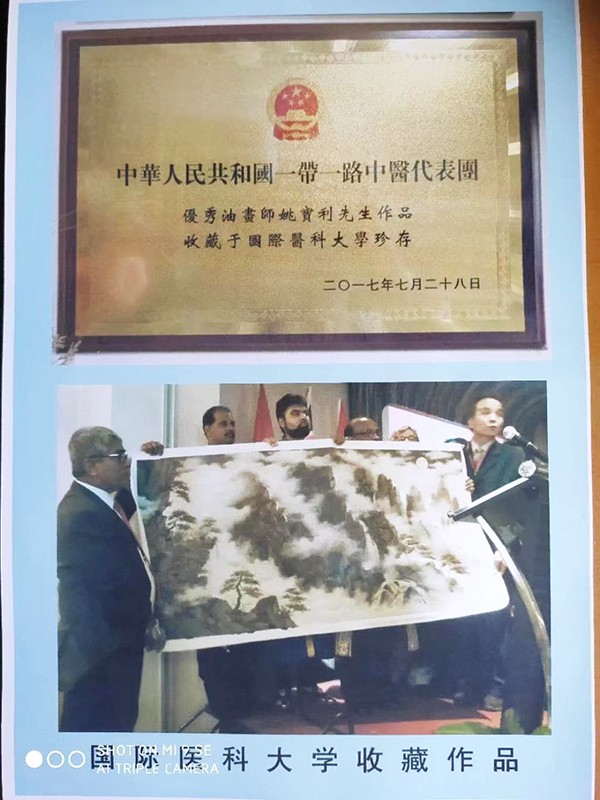 中華人民共和國一帶一路中醫代表團
優秀油畫師姚寶利先生作品
收藏于國際醫科大學珍存
二〇一七年七月二十八日
国际医科大学收藏作品
SHOT ON MI 9 SE
AI TRIPLE CAMERA